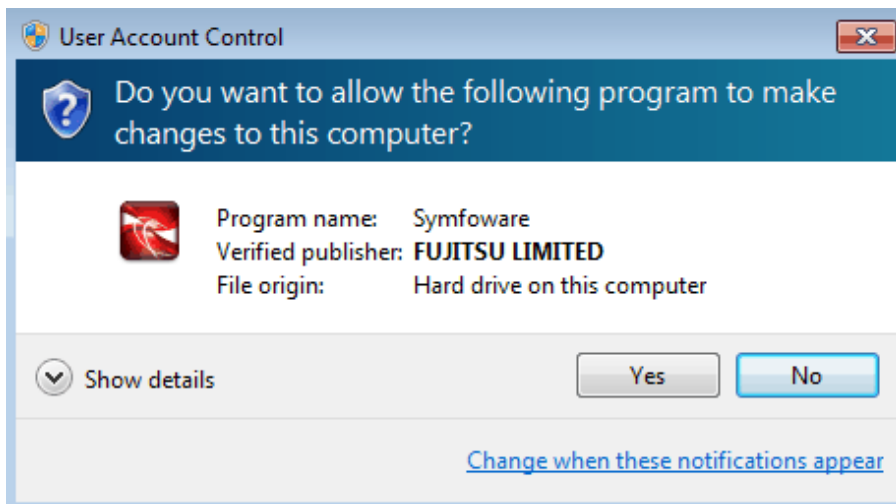 User Account Control
Do you want to allow the following program to make
changes to this computer?
Program name: Symfoware
Verified publisher: FUJITSU LIMITED
File origin: Hard drive on this computer
Show details
Yes
No
Change when these notifications appear